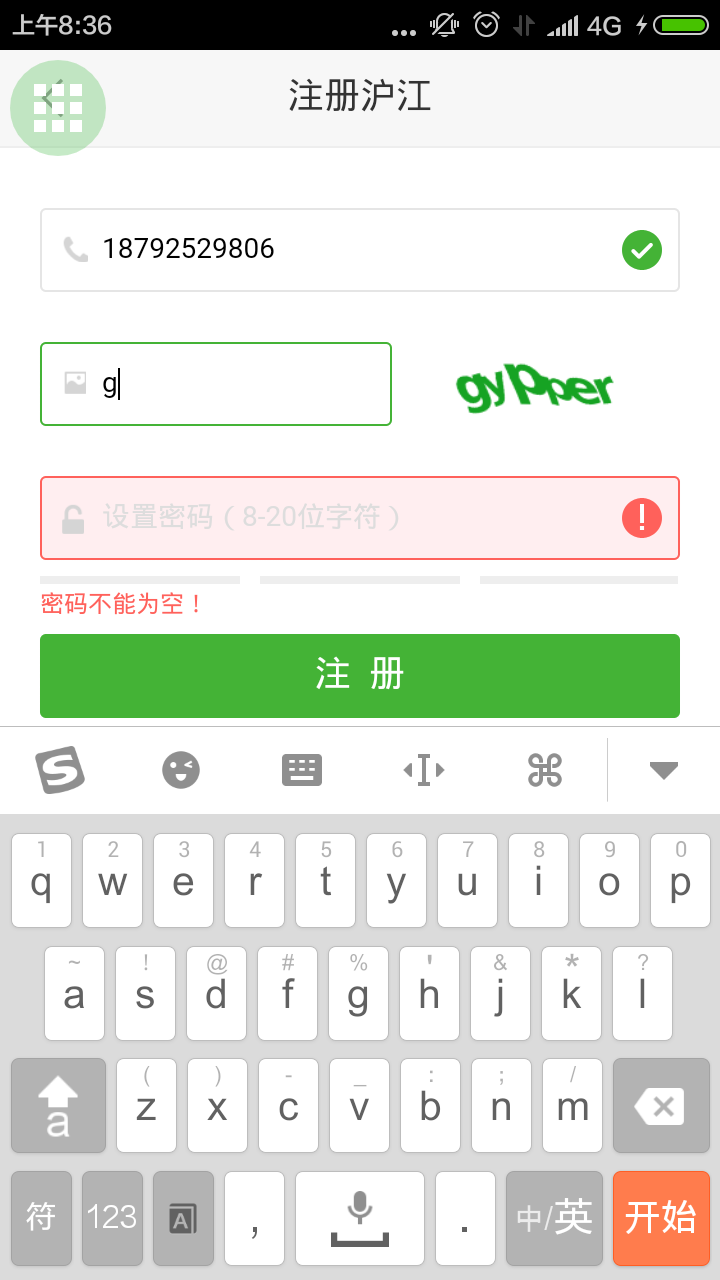 上午8:36 ... 4G
注册沪江
18792529806
g gypper
设置密码（8-20位字符）
密码不能为空！
注 册
1 2 3 4 5 6 7 8 9 0
q w e r t y u i o p
~ ! @ # % ' & * ?
a s d f g h j k l
( ) - _ : ; /
a z x c v b n m
符 123 A , . 中/英 开始